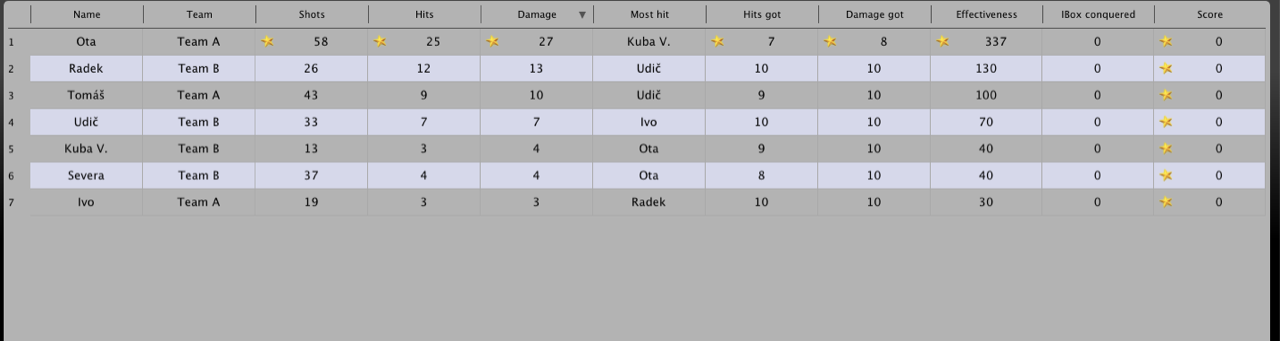 Name Team Shots Hits Damage Most hit Hits got Damage got Effectiveness IBox conquered Score
1 Ota Team A 58 25 27 Kuba V. 7 8 337 0 0
2 Radek Team B 26 12 13 Udič 10 10 130 0 0
3 Tomáš Team A 43 9 10 Udič 9 10 100 0 0
4 Udič Team B 33 7 7 Ivo 10 10 70 0 0
5 Kuba V. Team B 13 3 4 Ota 9 10 40 0 0
6 Severa Team B 37 4 4 Ota 8 10 40 0 0
7 Ivo Team A 19 3 3 Radek 10 10 30 0 0